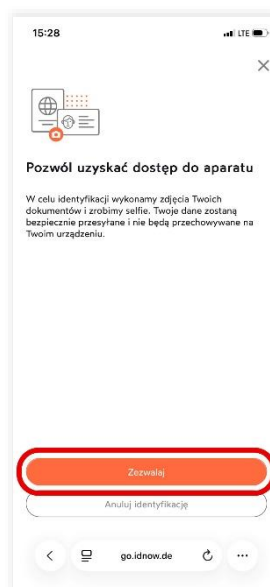 15:28
LTE
Pozwól uzyskać dostęp do aparatu
W celu identyfikacji wykonamy zdjęcia Twoich
dokumentów i zrobimy selfie. Twoje dane zostaną
bezpiecznie przesyłane i nie będą przechowywane na
Twoim urządzeniu.
Zezwalaj
Anuluj identyfikację
go.idnow.de